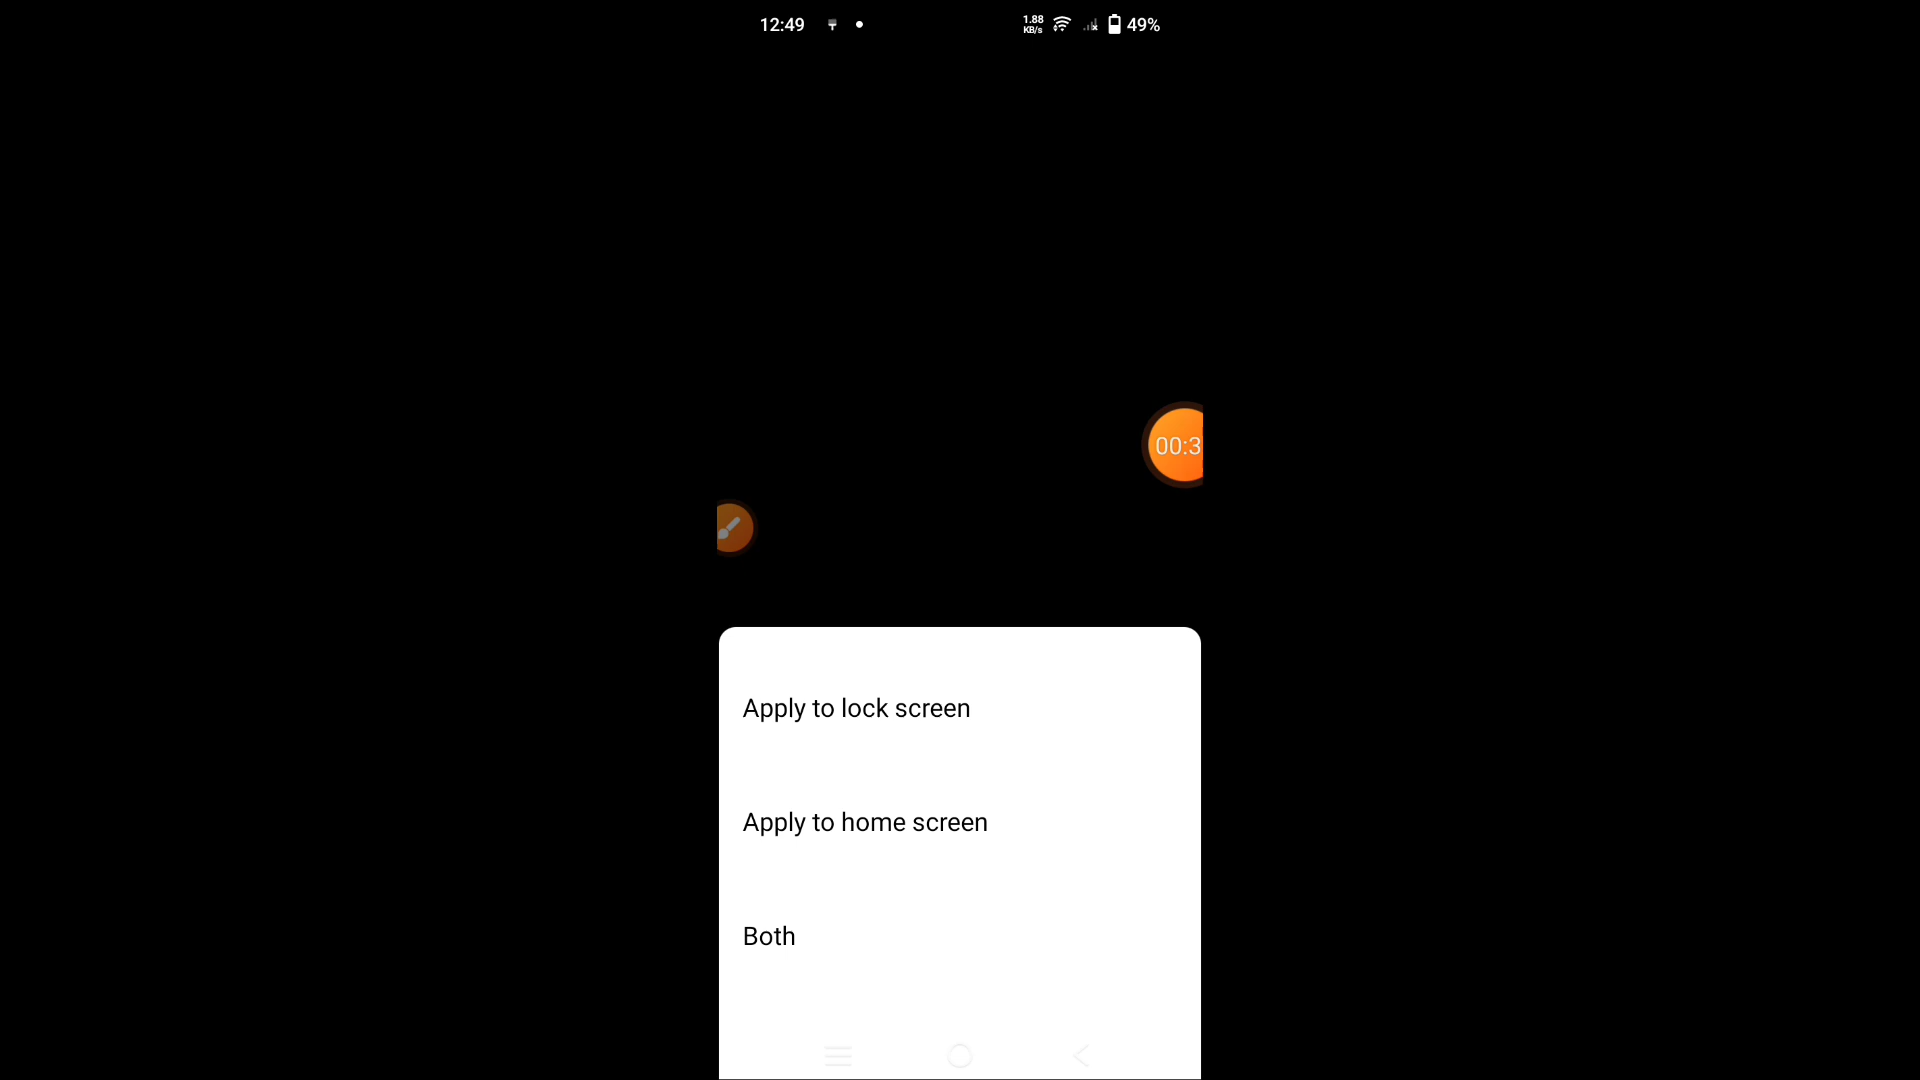 12:49
1.88
KB/s
49%
00:3
Apply to lock screen
Apply to home screen
Both